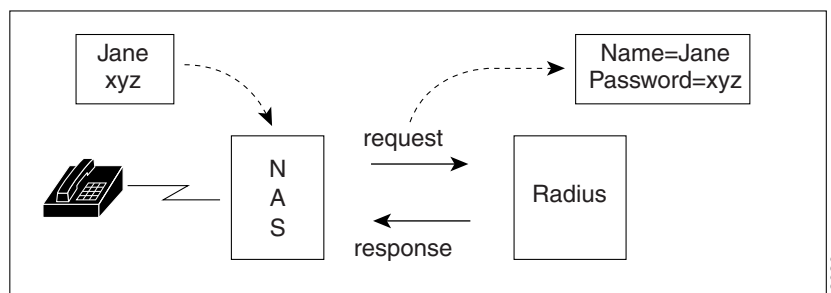 Jane
xyz
Name=Jane
Password=xyz
request
N
A
S
Radius
response